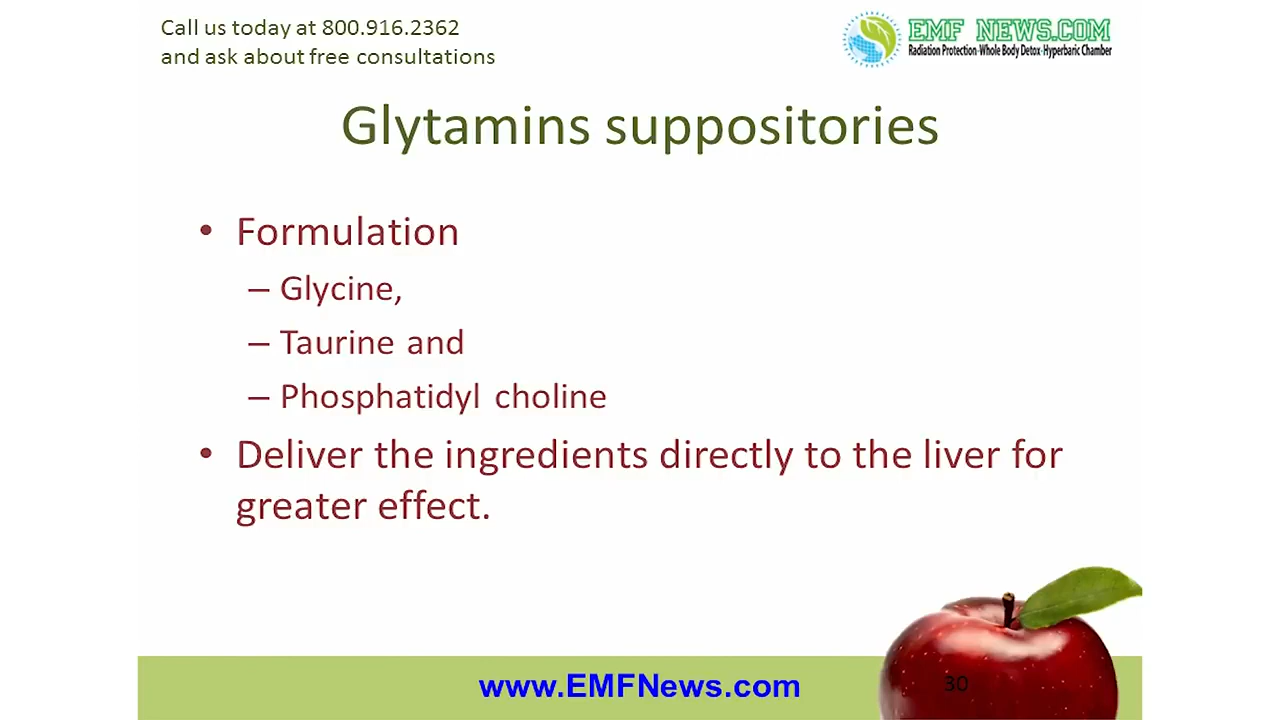 Call us today at 800.916.2362
and ask about free consultations
EMF NEWS.COM
Radiation Protection-Whole Body Detox-Hyperbaric Chamber
Glytamins suppositories
• Formulation
– Glycine,
– Taurine and
– Phosphatidyl choline
• Deliver the ingredients directly to the liver for
greater effect.
www.EMFNews.com
30